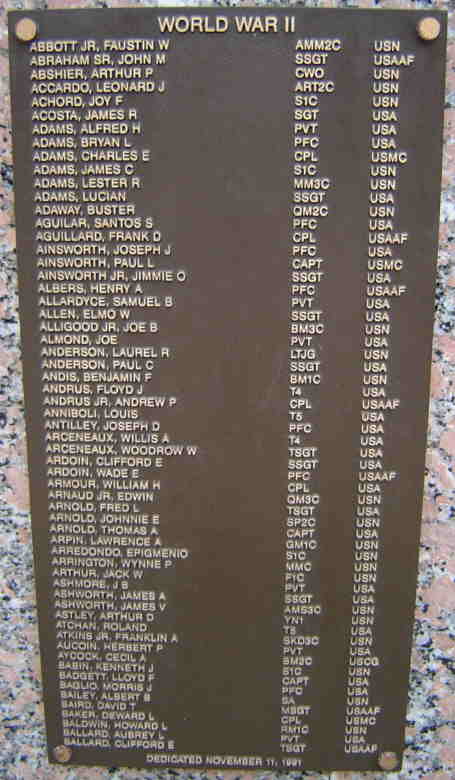 WORLD WAR II
ABBOTT JR, FAUSTIN W AMM2C USN
ABRAHAM SR, JOHN M SSGT USAAF
ABSHIER, ARTHUR P CWO USN
ACCARDO, LEONARD J ART2C USN
ACHORD, JOY F S1C USN
ACOSTA, JAMES R SGT USA
ADAMS, ALFRED H PVT USA
ADAMS, BRYAN L PFC USA
ADAMS, CHARLES E CPL USMC
ADAMS, JAMES C S1C USN
ADAMS, LESTER R MM3C USN
ADAMS, LUCIAN SSGT USA
ADAWAY, BUSTER QM2C USN
AGUILAR, SANTOS S PFC USA
AGUILLARD, FRANK D CPL USAAF
AINSWORTH, JOSEPH J PFC USA
AINSWORTH, PAUL L CAPT USMC
AINSWORTH JR, JIMMIE O SSGT USA
ALBERS, HENRY A PFC USAAF
ALLARDYCE, SAMUEL B PVT USA
ALLEN, ELMO W SSGT USA
ALLIGOOD JR, JOE B BM3C USN
ALMOND, JOE PVT USA
ANDERSON, LAUREL R LTJG USN
ANDERSON, PAUL C SSGT USA
ANDIS, BENJAMIN F BM1C USN
ANDRUS, FLOYD J T4 USA
ANDRUS JR, ANDREW P CPL USAAF
ANNIBOLI, LOUIS T5 USA
ANTILLEY, JOSEPH D PFC USA
ARCENEAUX, WILLIS A T4 USA
ARCENEAUX, WOODROW W TSGT USA
ARDOIN, CLIFFORD E SSGT USA
ARDOIN, WADE E PFC USAAF
ARMOUR, WILLIAM H CPL USA
ARNAUD JR, EDWIN QM3C USN
ARNOLD, FRED L TSGT USA
ARNOLD, JOHNNIE E SP2C USN
ARNOLD, THOMAS A CAPT USA
ARPIN, LAWRENCE A GM1C USN
ARREDONDO, EPIGMENIO S1C USN
ARRINGTON, WYNNE P MMC USN
ARTHUR, JACK W F1C USN
ASHMORE, J B PVT USA
ASHWORTH, JAMES A SSGT USA
ASHWORTH, JAMES V AMS3C USN
ASTLEY, ARTHUR D YN1 USN
ATCHAN, ROLAND T5 USA
ATKINS JR, FRANKLIN A SKD3C USN
AUCOIN, HERBERT P PVT USA
AYCOCK, CECIL A BM2C USCG
BABIN, KENNETH J S1C USN
BADGETT, LLOYD F CAPT USA
BAGLIO, MORRIS J PFC USA
BAILEY, ALBERT B SA USN
BAIRD, DAVID T MSGT USAAF
BAKER, DEWARD L CPL USMC
BALDWIN, HOWARD L RM1C USN
BALLARD, AUBREY L PVT USA
BALLARD, CLIFFORD E TSGT USAAF
DEDICATED NOVEMBER 11, 1991